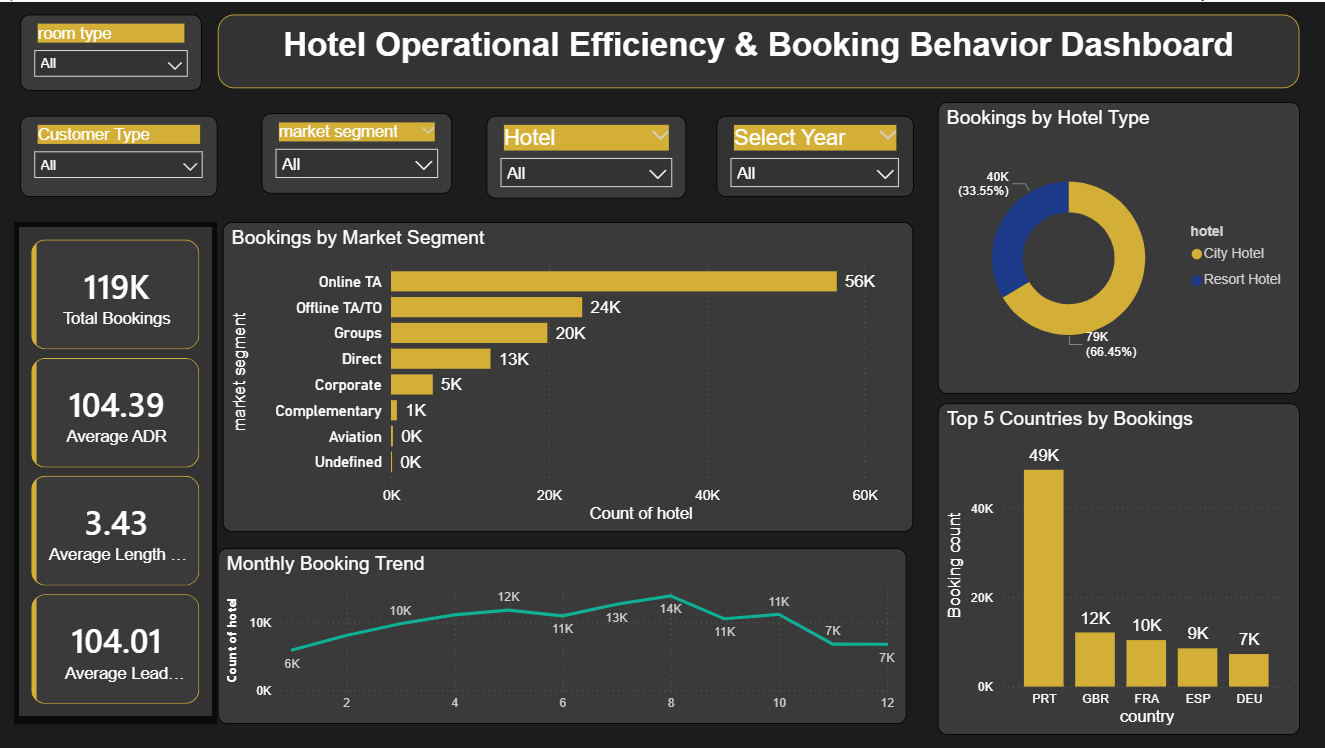 room type
All
Hotel Operational Efficiency & Booking Behavior Dashboard
Customer Type
All
market segment
All
Hotel
All
Select Year
All
119K
Total Bookings
104.39
Average ADR
3.43
Average Length ...
104.01
Average Lead...
Bookings by Market Segment
market segment
Online TA
56K
Offline TA/TO
24K
Groups
20K
Direct
13K
Corporate
5K
Complementary
1K
Aviation
0K
Undefined
0K
0K 20K 40K 60K
Count of hotel
Monthly Booking Trend
Count of hotel
10K
0K
6K 10K 12K 11K 13K 14K 11K 11K 7K 7K
2 4 6 8 10 12
Bookings by Hotel Type
40K
(33.55%)
79K
(66.45%)
hotel
City Hotel
Resort Hotel
Top 5 Countries by Bookings
Booking count
40K
20K
0K
49K 12K 10K 9K 7K
PRT GBR FRA ESP DEU
country